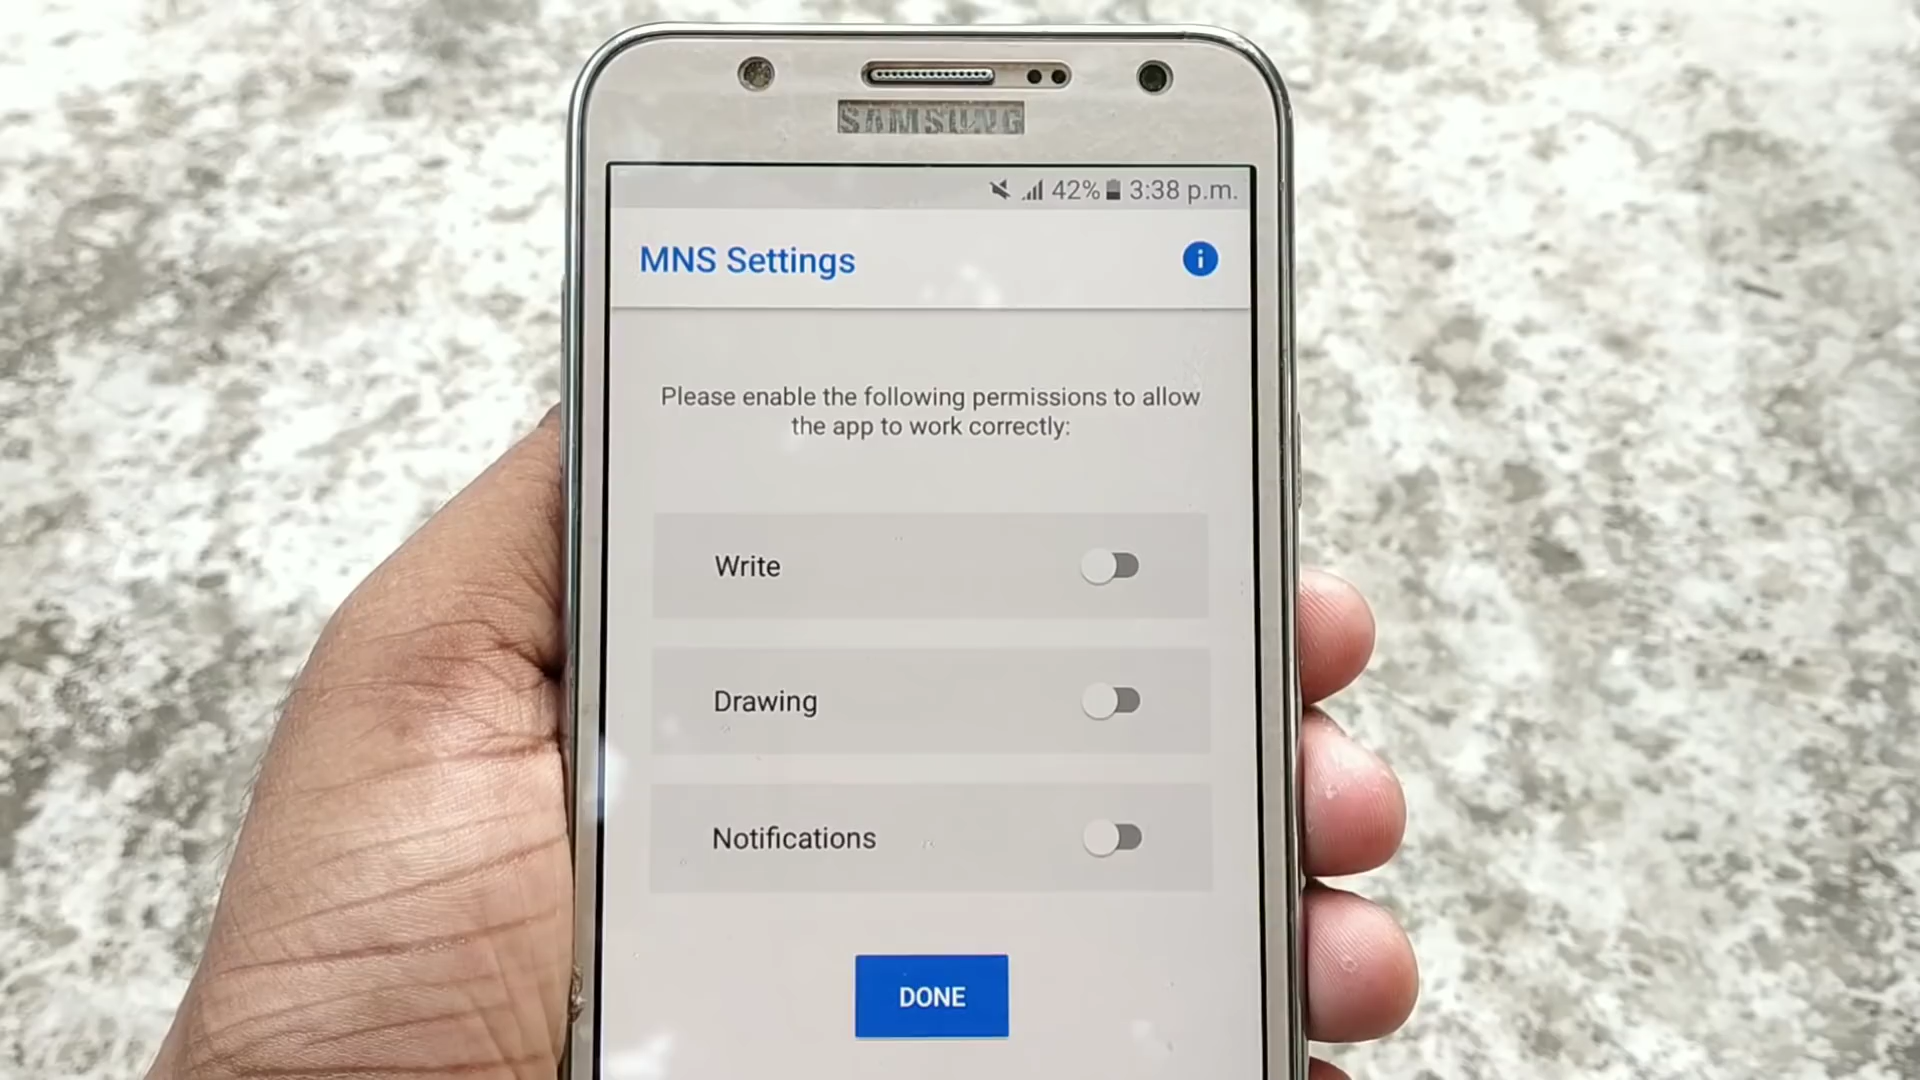 SAMSUNG
42% 3:38 p.m.
MNS Settings
Please enable the following permissions to allow
the app to work correctly:
Write
Drawing
Notifications
DONE